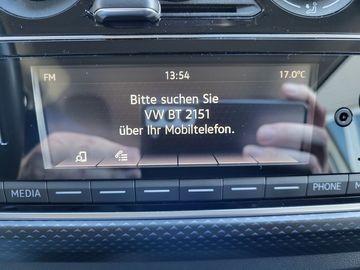 FM 13:54 17.0°C
Bitte suchen Sie
VW BT 2151
über Ihr Mobiltelefon.
MEDIA PHONE